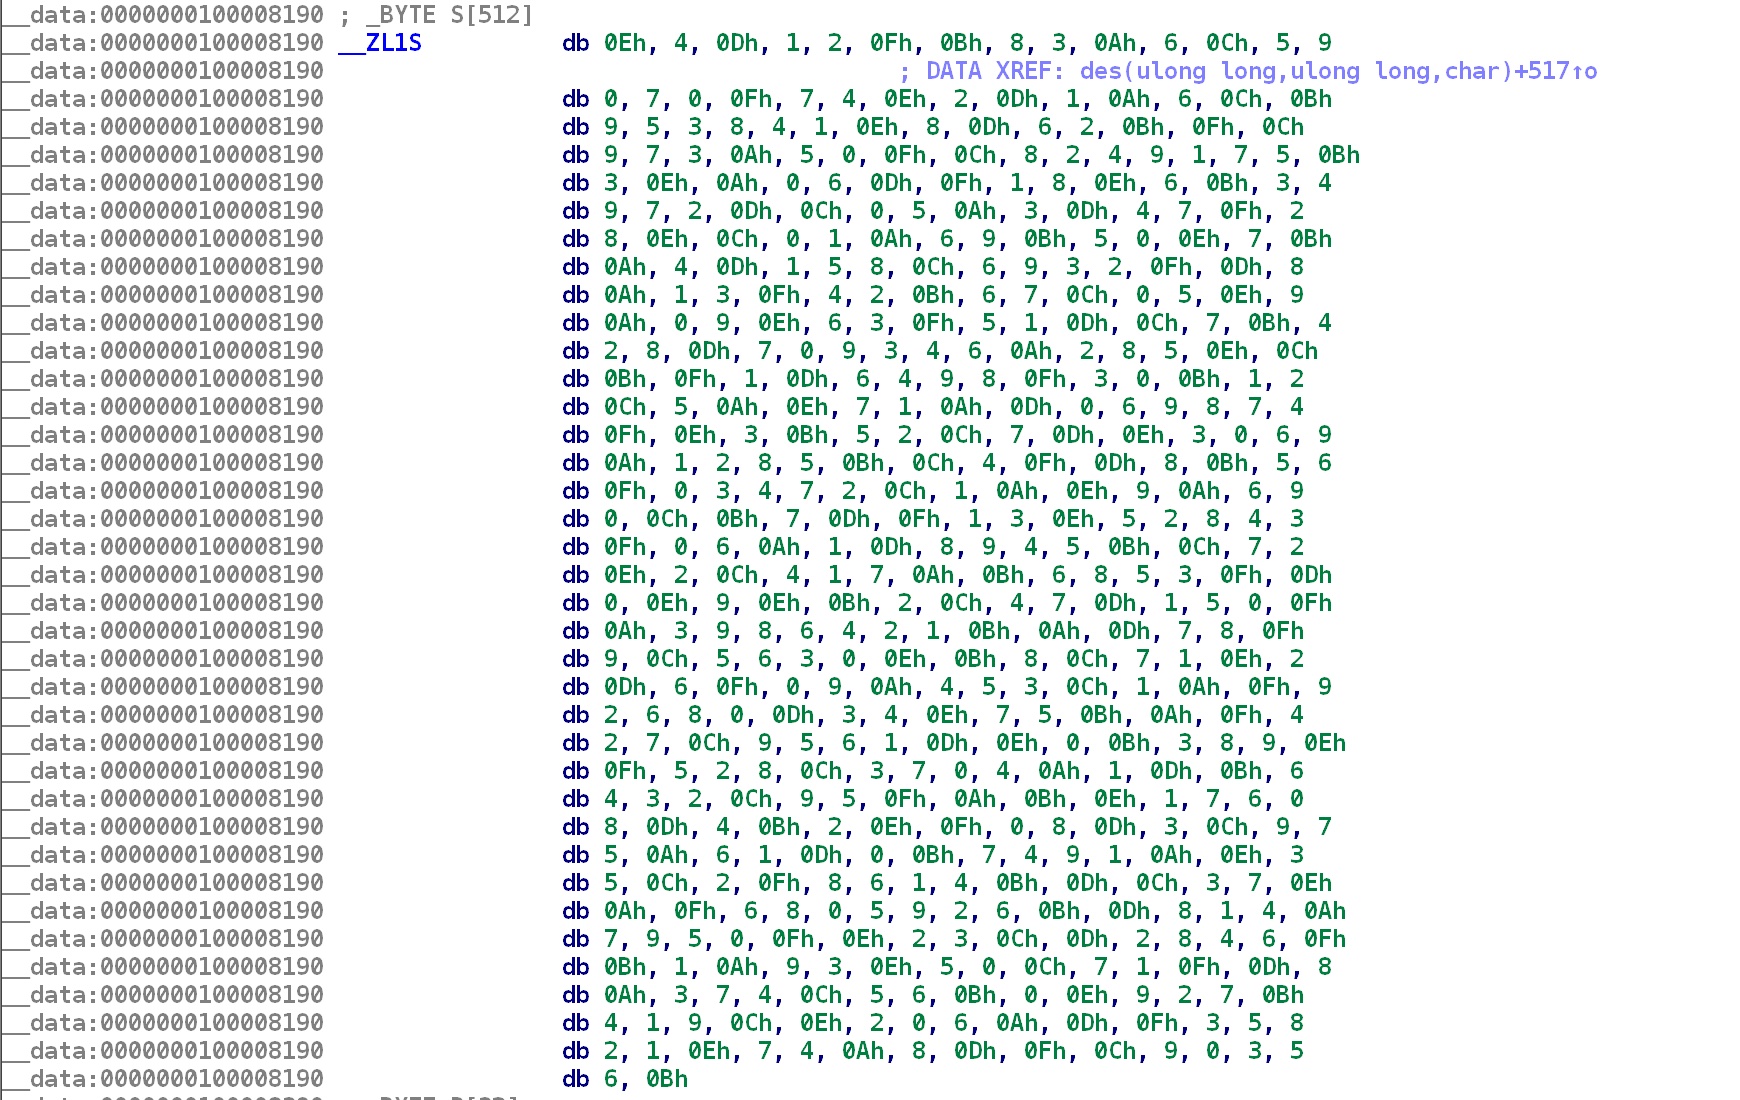 __data:0000000100008190 ; _BYTE S[512]
__data:0000000100008190 __ZL1S db 0Eh, 4, 0Dh, 1, 2, 0Fh, 0Bh, 8, 3, 0Ah, 6, 0Ch, 5, 9
__data:0000000100008190 ; DATA XREF: des(ulong long,ulong long,char)+517↑o
__data:0000000100008190 db 0, 7, 0, 0Fh, 7, 4, 0Eh, 2, 0Dh, 1, 0Ah, 6, 0Ch, 0Bh
__data:0000000100008190 db 9, 5, 3, 8, 4, 1, 0Eh, 8, 0Dh, 6, 2, 0Bh, 0Fh, 0Ch
__data:0000000100008190 db 9, 7, 3, 0Ah, 5, 0, 0Fh, 0Ch, 8, 2, 4, 9, 1, 7, 5, 0Bh
__data:0000000100008190 db 3, 0Eh, 0Ah, 0, 6, 0Dh, 0Fh, 1, 8, 0Eh, 6, 0Bh, 3, 4
__data:0000000100008190 db 9, 7, 2, 0Dh, 0Ch, 0, 5, 0Ah, 3, 0Dh, 4, 7, 0Fh, 2
__data:0000000100008190 db 8, 0Eh, 0Ch, 0, 1, 0Ah, 6, 9, 0Bh, 5, 0, 0Eh, 7, 0Bh
__data:0000000100008190 db 0Ah, 4, 0Dh, 1, 5, 8, 0Ch, 6, 9, 3, 2, 0Fh, 0Dh, 8
__data:0000000100008190 db 0Ah, 1, 3, 0Fh, 4, 2, 0Bh, 6, 7, 0Ch, 0, 5, 0Eh, 9
__data:0000000100008190 db 0Ah, 0, 9, 0Eh, 6, 3, 0Fh, 5, 1, 0Dh, 0Ch, 7, 0Bh, 4
__data:0000000100008190 db 2, 8, 0Dh, 7, 0, 9, 3, 4, 6, 0Ah, 2, 8, 5, 0Eh, 0Ch
__data:0000000100008190 db 0Bh, 0Fh, 1, 0Dh, 6, 4, 9, 8, 0Fh, 3, 0, 0Bh, 1, 2
__data:0000000100008190 db 0Ch, 5, 0Ah, 0Eh, 7, 1, 0Ah, 0Dh, 0, 6, 9, 8, 7, 4
__data:0000000100008190 db 0Fh, 0Eh, 3, 0Bh, 5, 2, 0Ch, 7, 0Dh, 0Eh, 3, 0, 6, 9
__data:0000000100008190 db 0Ah, 1, 2, 8, 5, 0Bh, 0Ch, 4, 0Fh, 0Dh, 8, 0Bh, 5, 6
__data:0000000100008190 db 0Fh, 0, 3, 4, 7, 2, 0Ch, 1, 0Ah, 0Eh, 9, 0Ah, 6, 9
__data:0000000100008190 db 0, 0Ch, 0Bh, 7, 0Dh, 0Fh, 1, 3, 0Eh, 5, 2, 8, 4, 3
__data:0000000100008190 db 0Fh, 0, 6, 0Ah, 1, 0Dh, 8, 9, 4, 5, 0Bh, 0Ch, 7, 2
__data:0000000100008190 db 0Eh, 2, 0Ch, 4, 1, 7, 0Ah, 0Bh, 6, 8, 5, 3, 0Fh, 0Dh
__data:0000000100008190 db 0, 0Eh, 9, 0Eh, 0Bh, 2, 0Ch, 4, 7, 0Dh, 1, 5, 0, 0Fh
__data:0000000100008190 db 0Ah, 3, 9, 8, 6, 4, 2, 1, 0Bh, 0Ah, 0Dh, 7, 8, 0Fh
__data:0000000100008190 db 9, 0Ch, 5, 6, 3, 0, 0Eh, 0Bh, 8, 0Ch, 7, 1, 0Eh, 2
__data:0000000100008190 db 0Dh, 6, 0Fh, 0, 9, 0Ah, 4, 5, 3, 0Ch, 1, 0Ah, 0Fh, 9
__data:0000000100008190 db 2, 6, 8, 0, 0Dh, 3, 4, 0Eh, 7, 5, 0Bh, 0Ah, 0Fh, 4
__data:0000000100008190 db 2, 7, 0Ch, 9, 5, 6, 1, 0Dh, 0Eh, 0, 0Bh, 3, 8, 9, 0Eh
__data:0000000100008190 db 0Fh, 5, 2, 8, 0Ch, 3, 7, 0, 4, 0Ah, 1, 0Dh, 0Bh, 6
__data:0000000100008190 db 4, 3, 2, 0Ch, 9, 5, 0Fh, 0Ah, 0Bh, 0Eh, 1, 7, 6, 0
__data:0000000100008190 db 8, 0Dh, 4, 0Bh, 2, 0Eh, 0Fh, 0, 8, 0Dh, 3, 0Ch, 9, 7
__data:0000000100008190 db 5, 0Ah, 6, 1, 0Dh, 0, 0Bh, 7, 4, 9, 1, 0Ah, 0Eh, 3
__data:0000000100008190 db 5, 0Ch, 2, 0Fh, 8, 6, 1, 4, 0Bh, 0Dh, 0Ch, 3, 7, 0Eh
__data:0000000100008190 db 0Ah, 0Fh, 6, 8, 0, 5, 9, 2, 6, 0Bh, 0Dh, 8, 1, 4, 0Ah
__data:0000000100008190 db 7, 9, 5, 0, 0Fh, 0Eh, 2, 3, 0Ch, 0Dh, 2, 8, 4, 6, 0Fh
__data:0000000100008190 db 0Bh, 1, 0Ah, 9, 3, 0Eh, 5, 0, 0Ch, 7, 1, 0Fh, 0Dh, 8
__data:0000000100008190 db 0Ah, 3, 7, 4, 0Ch, 5, 6, 0Bh, 0, 0Eh, 9, 2, 7, 0Bh
__data:0000000100008190 db 4, 1, 9, 0Ch, 0Eh, 2, 0, 6, 0Ah, 0Dh, 0Fh, 3, 5, 8
__data:0000000100008190 db 2, 1, 0Eh, 7, 4, 0Ah, 8, 0Dh, 0Fh, 0Ch, 9, 0, 3, 5
__data:0000000100008190 db 6, 0Bh